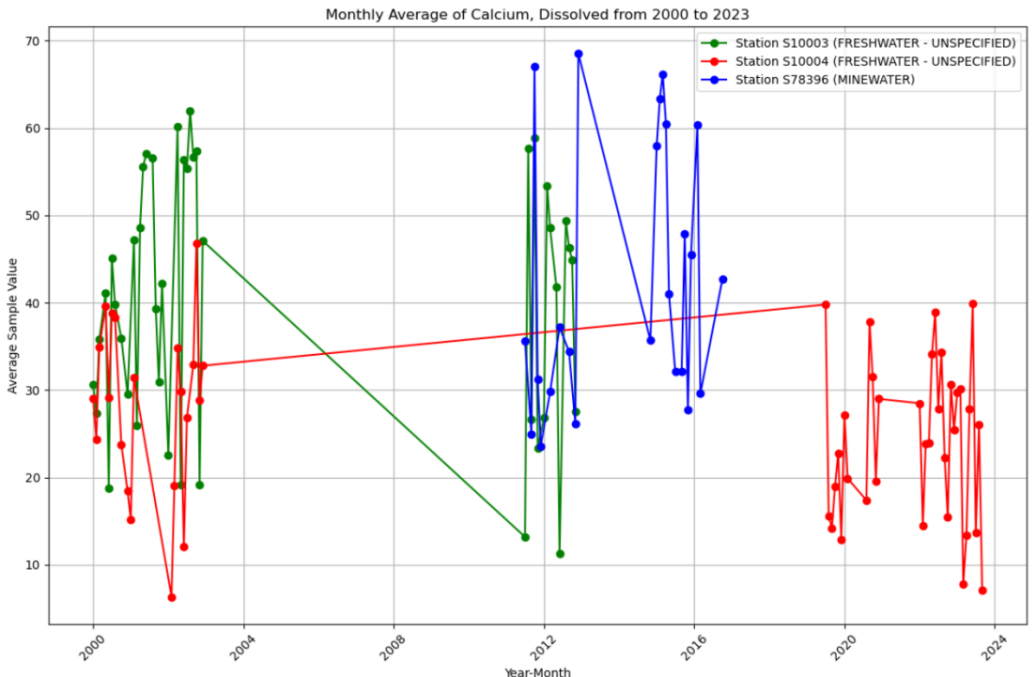 Monthly Average of Calcium, Dissolved from 2000 to 2023
Station S10003 (FRESHWATER - UNSPECIFIED)
Station S10004 (FRESHWATER - UNSPECIFIED)
Station S78396 (MINEWATER)
Average Sample Value
70
60
50
40
30
20
10
2000
2004
2008
2012
2016
2020
2024
Year-Month